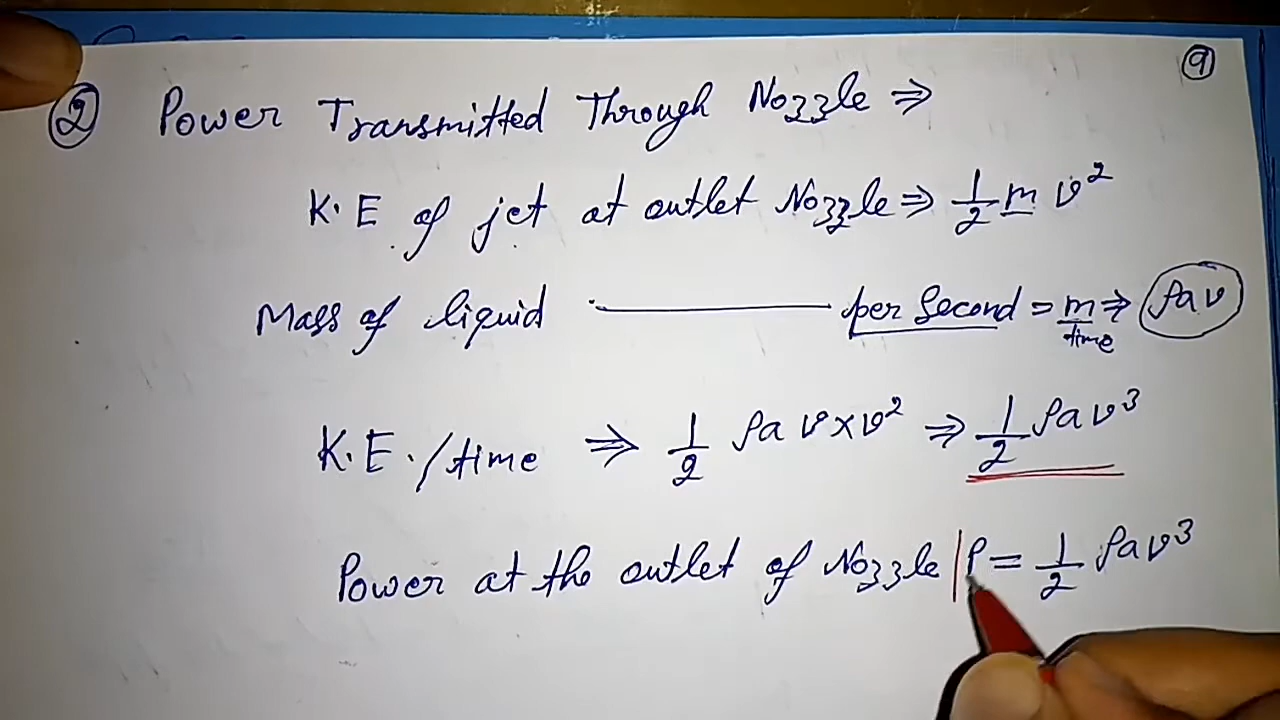 9
2 Power Transmitted Through Nozzle ⇒
K.E of jet at outlet Nozzle ⇒ 1/2 m v²
Mass of liquid ———— per Second = m/time ⇒ ρav
K.E./time ⇒ 1/2 ρav×v² ⇒ 1/2 ρav³
Power at the outlet of Nozzle | P = 1/2 ρav³